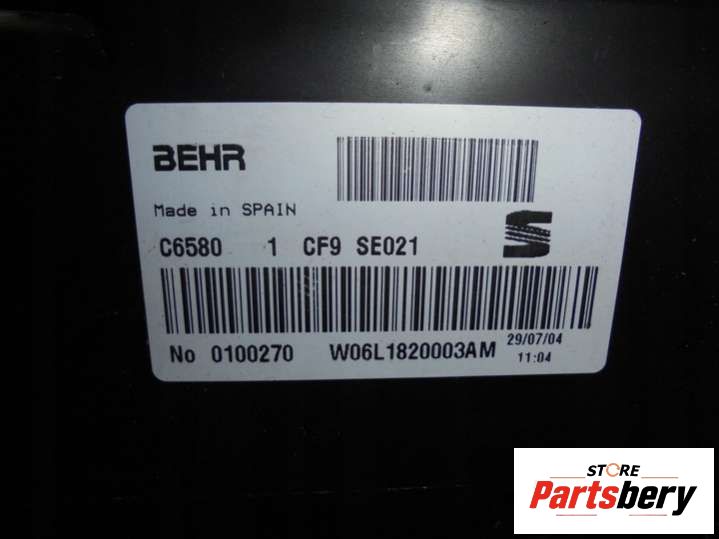 BEHR
Made in SPAIN
C6580 1 CF9 SE021
No 0100270 W06L1820003AM 29/07/04
11:04
STORE
Partsbery